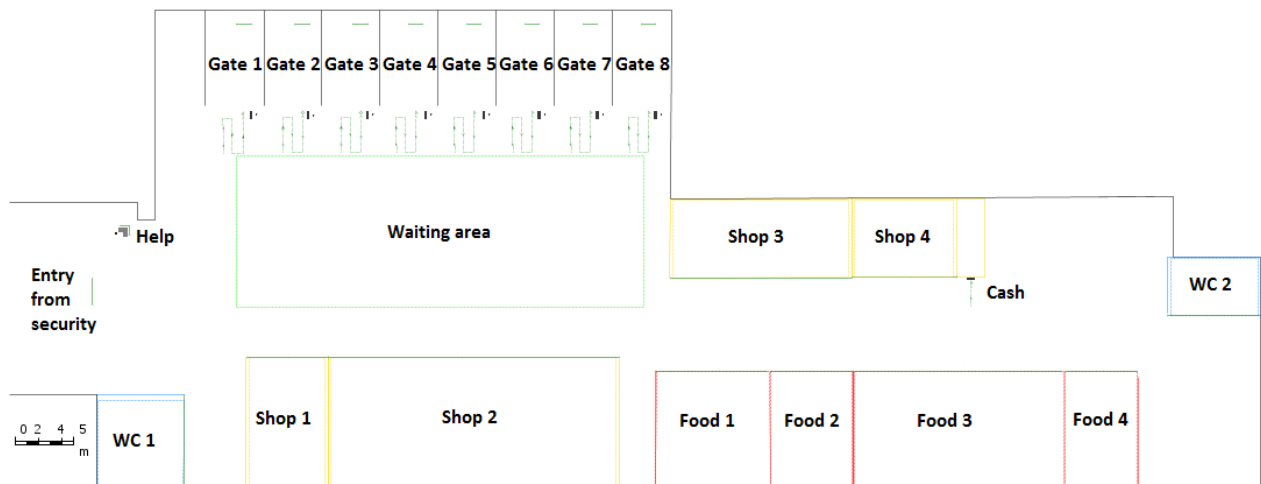 Gate 1 Gate 2 Gate 3 Gate 4 Gate 5 Gate 6 Gate 7 Gate 8
Help
Waiting area
Shop 3
Shop 4
Entry
from
security
Cash
WC 2
Shop 1
Shop 2
Food 1
Food 2
Food 3
Food 4
WC 1
0 2 4 5
m